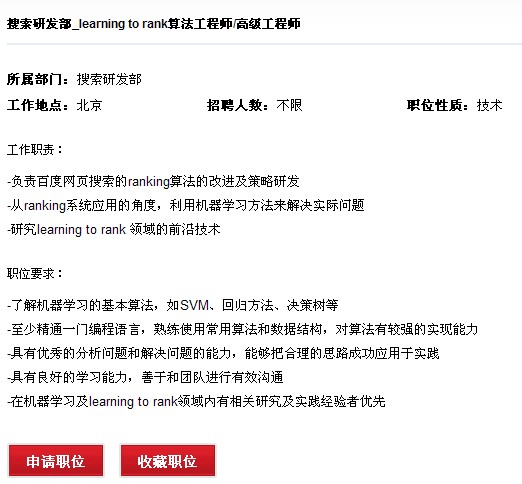 搜索研发部_learning to rank算法工程师/高级工程师
所属部门：搜索研发部
工作地点：北京 招聘人数：不限 职位性质：技术
工作职责：
-负责百度网页搜索的ranking算法的改进及策略研发
-从ranking系统应用的角度，利用机器学习方法来解决实际问题
-研究learning to rank 领域的前沿技术
职位要求：
-了解机器学习的基本算法，如SVM、回归方法、决策树等
-至少精通一门编程语言，熟练使用常用算法和数据结构，对算法有较强的实现能力
-具有优秀的分析问题和解决问题的能力，能够把合理的思路成功应用于实践
-具有良好的学习能力，善于和团队进行有效沟通
-在机器学习及learning to rank领域内有相关研究及实践经验者优先
申请职位 收藏职位